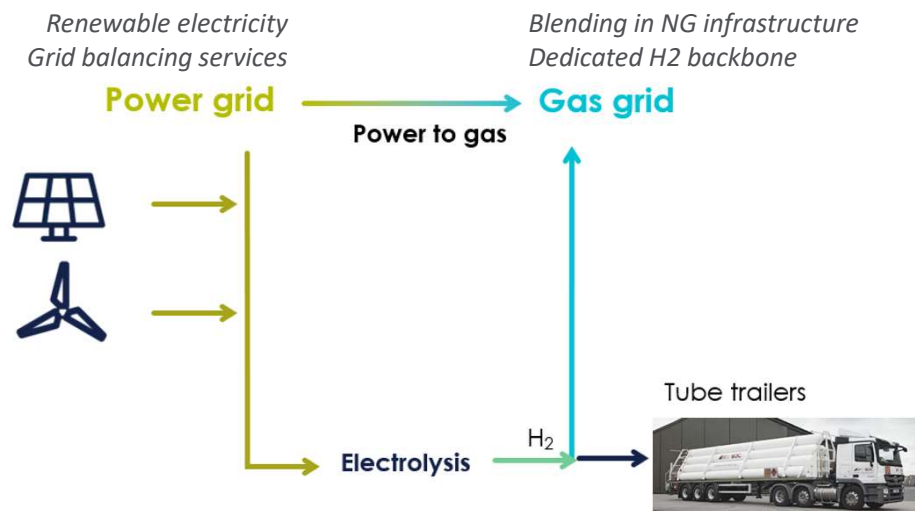 Renewable electricity
Grid balancing services
Blending in NG infrastructure
Dedicated H2 backbone
Power grid
Gas grid
Power to gas
Tube trailers
H₂
Electrolysis